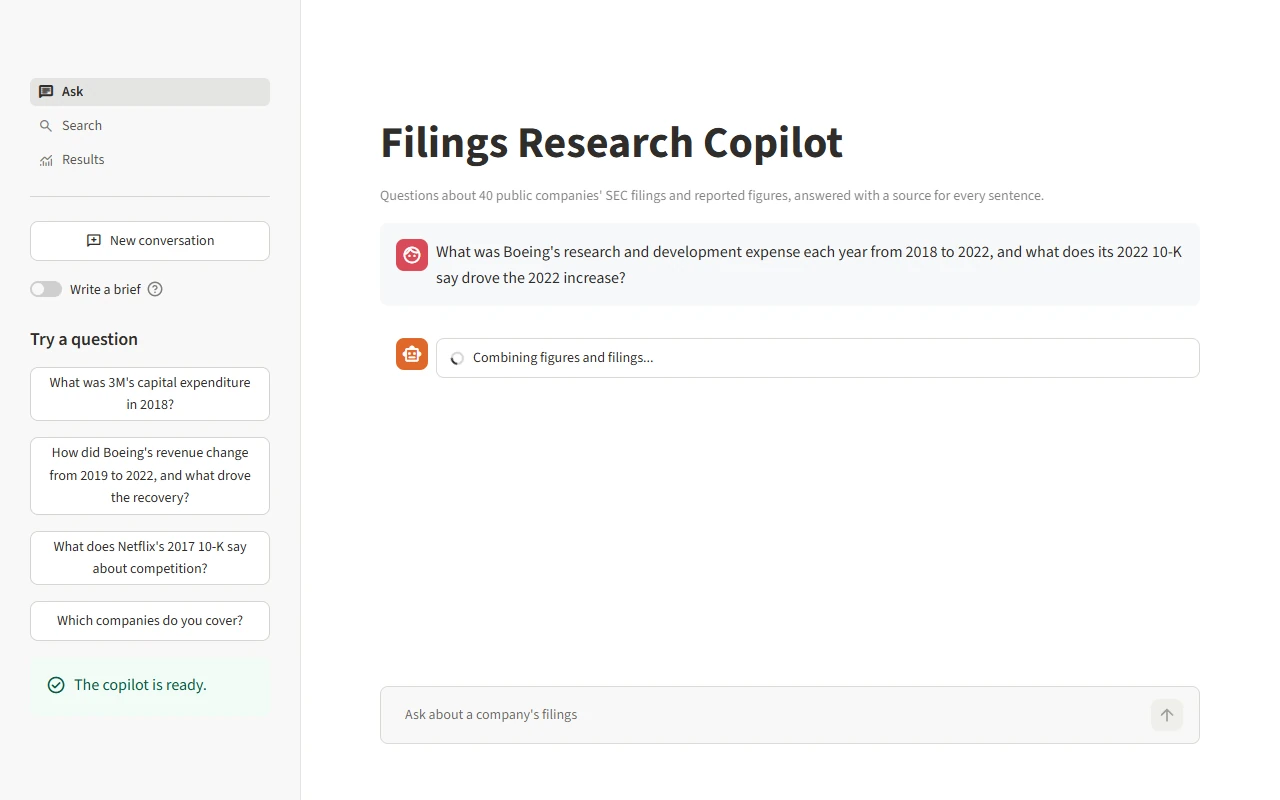 Ask
Search
Results
New conversation
Write a brief
Try a question
What was 3M's capital expenditure
in 2018?
How did Boeing's revenue change
from 2019 to 2022, and what drove
the recovery?
What does Netflix's 2017 10-K say
about competition?
Which companies do you cover?
The copilot is ready.
Filings Research Copilot
Questions about 40 public companies' SEC filings and reported figures, answered with a source for every sentence.
What was Boeing's research and development expense each year from 2018 to 2022, and what does its 2022 10-K
say drove the 2022 increase?
Combining figures and filings...
Ask about a company's filings